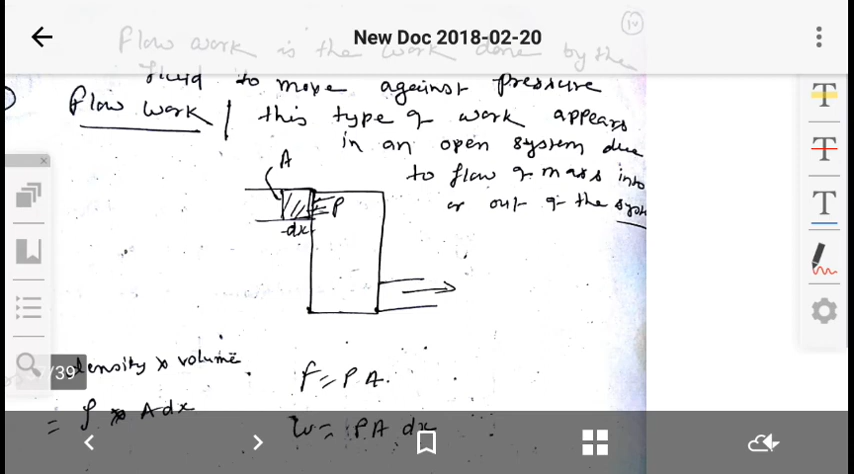 New Doc 2018-02-20
Flow work is the work done by the
fluid to move against pressure
Flow work | this type of work appears
in an open system due
to flow of mass into
or out of the syst
A
P
dx
density x volume
= ρ x Adx
/39
F = PA.
W = PA dx